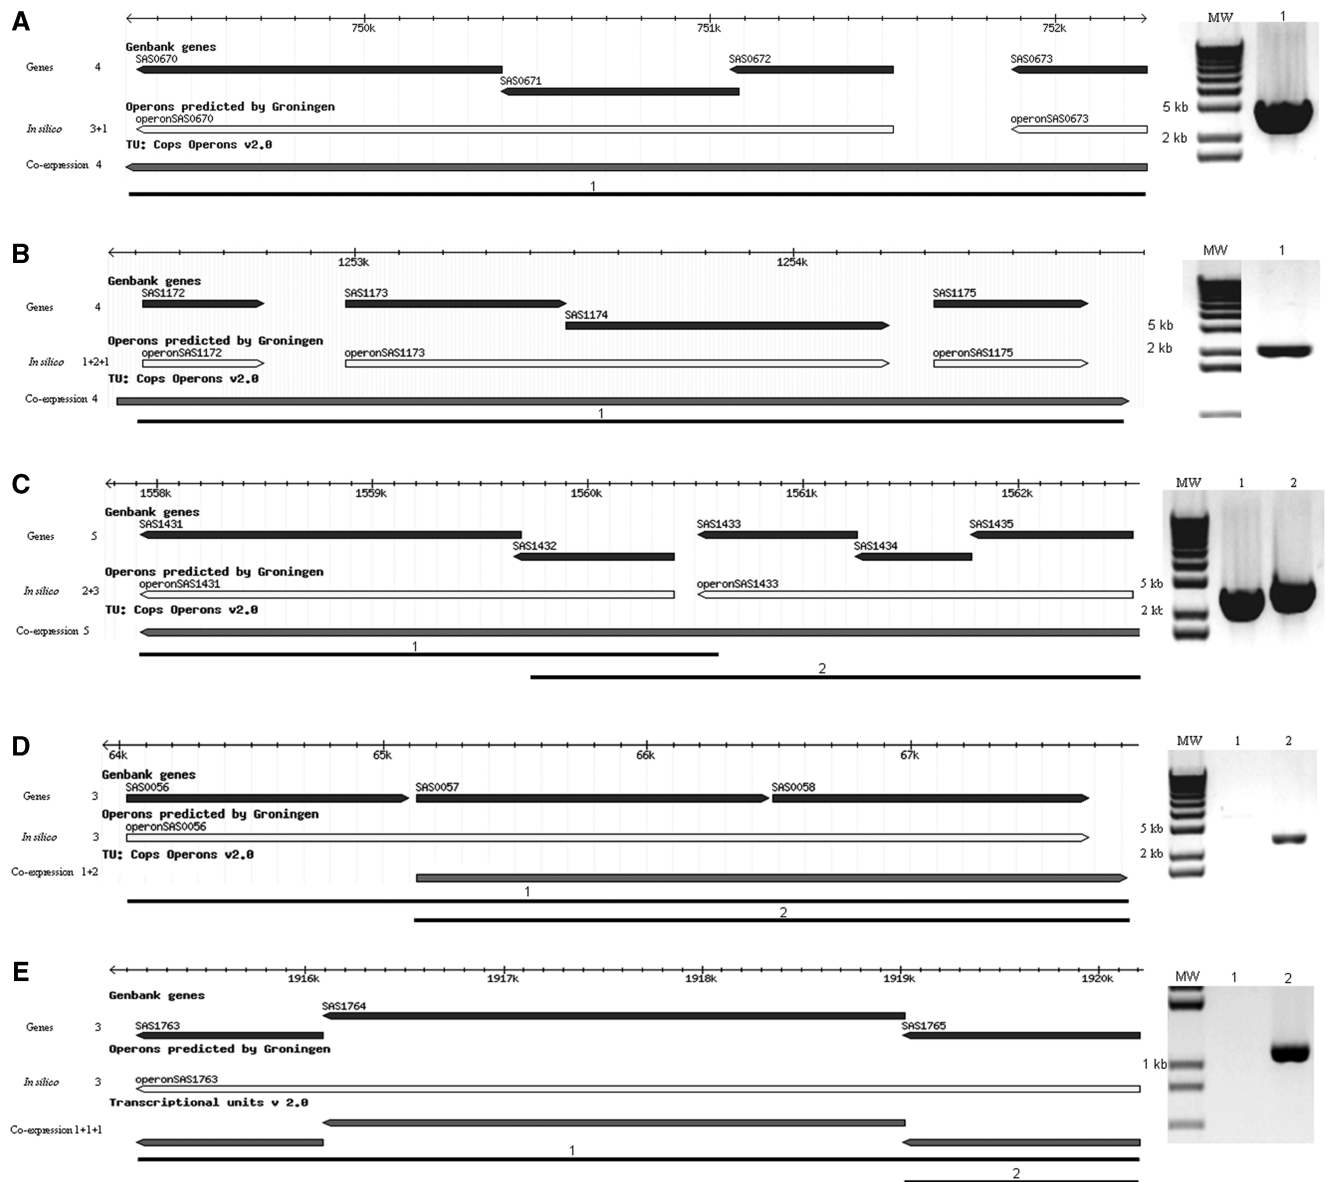 A
750k 751k 752k
MW 1
Genbank genes
Genes 4
SAS0670 SAS0671 SAS0672 SAS0673
Operons predicted by Groningen
In silico 3+1
operonSAS0670 operonSAS0673
TU: Cops Operons v2.0
Co-expression 4
1
5 kb
2 kb
B
1253k 1254k
MW 1
Genbank genes
Genes 4
SAS1172 SAS1173 SAS1174 SAS1175
Operons predicted by Groningen
In silico 1+2+1
operonSAS1172 operonSAS1173 operonSAS1175
TU: Cops Operons v2.0
Co-expression 4
1
5 kb
2 kb
C
1558k 1559k 1560k 1561k 1562k
MW 1 2
Genbank genes
Genes 5
SAS1431 SAS1432 SAS1433 SAS1434 SAS1435
Operons predicted by Groningen
In silico 2+3
operonSAS1431 operonSAS1433
TU: Cops Operons v2.0
Co-expression 5
1
2
5 kb
2 kt
D
64k 65k 66k 67k
MW 1 2
Genbank genes
Genes 3
SAS0056 SAS0057 SAS0058
Operons predicted by Groningen
In silico 3
operonSAS0056
TU: Cops Operons v2.0
Co-expression 1+2
1
2
5 kb
2 kb
E
1916k 1917k 1918k 1919k 1920k
MW 1 2
Genbank genes
Genes 3
SAS1763 SAS1764 SAS1765
Operons predicted by Groningen
In silico 3
operonSAS1763
Transcriptional units v 2.0
Co-expression 1+1+1
1
2
1 kb